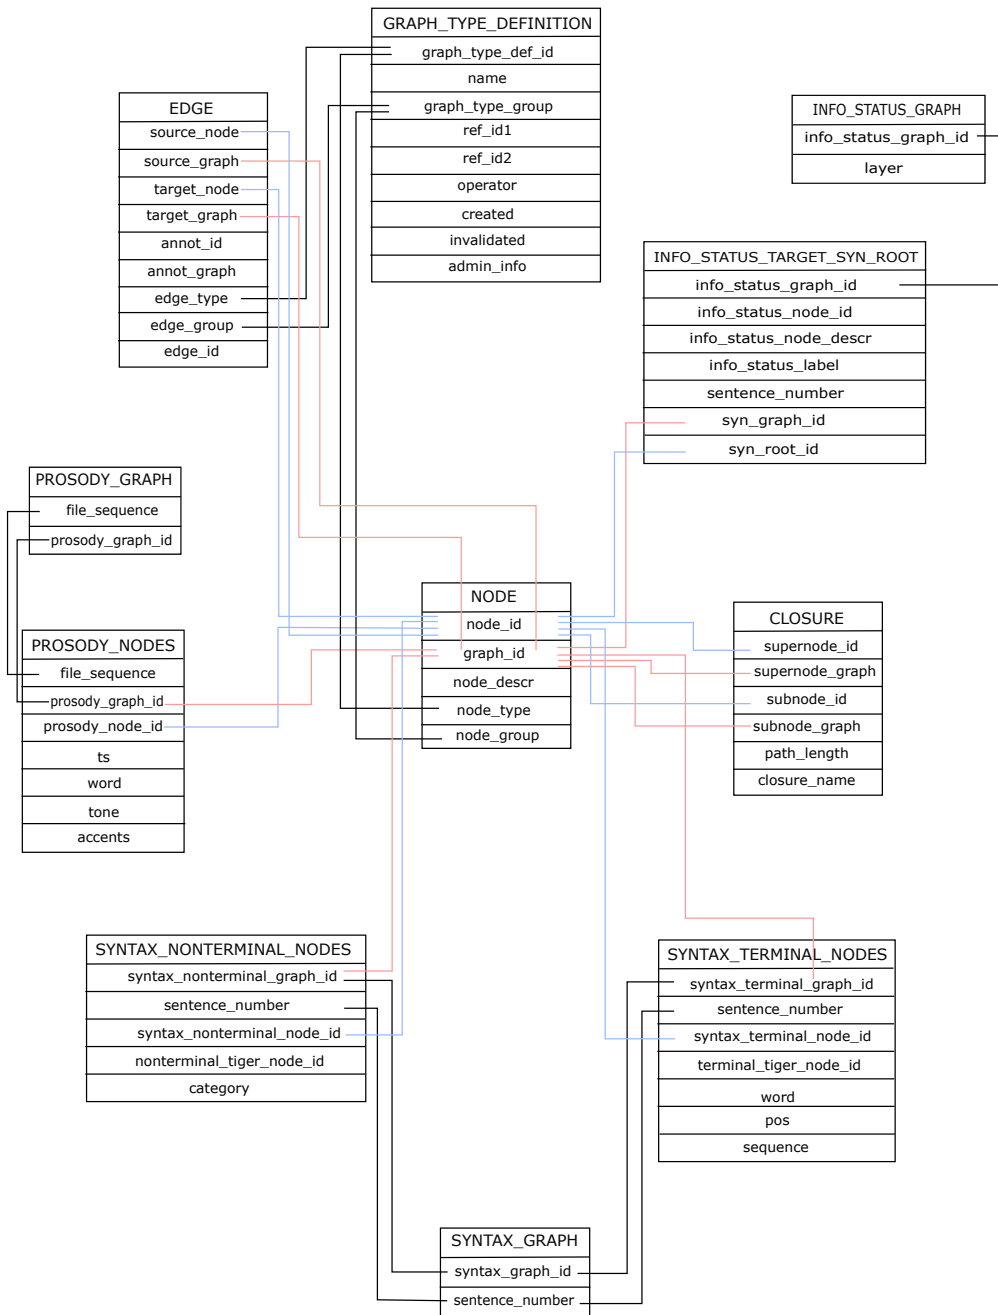 GRAPH_TYPE_DEFINITION
graph_type_def_id
name
graph_type_group
ref_id1
ref_id2
operator
created
invalidated
admin_info
EDGE
source_node
source_graph
target_node
target_graph
annot_id
annot_graph
edge_type
edge_group
edge_id
INFO_STATUS_GRAPH
info_status_graph_id
layer
INFO_STATUS_TARGET_SYN_ROOT
info_status_graph_id
info_status_node_id
info_status_node_descr
info_status_label
sentence_number
syn_graph_id
syn_root_id
PROSODY_GRAPH
file_sequence
prosody_graph_id
NODE
node_id
graph_id
node_descr
node_type
node_group
CLOSURE
supernode_id
supernode_graph
subnode_id
subnode_graph
path_length
closure_name
PROSODY_NODES
file_sequence
prosody_graph_id
prosody_node_id
ts
word
tone
accents
SYNTAX_NONTERMINAL_NODES
syntax_nonterminal_graph_id
sentence_number
syntax_nonterminal_node_id
nonterminal_tiger_node_id
category
SYNTAX_TERMINAL_NODES
syntax_terminal_graph_id
sentence_number
syntax_terminal_node_id
terminal_tiger_node_id
word
pos
sequence
SYNTAX_GRAPH
syntax_graph_id
sentence_number